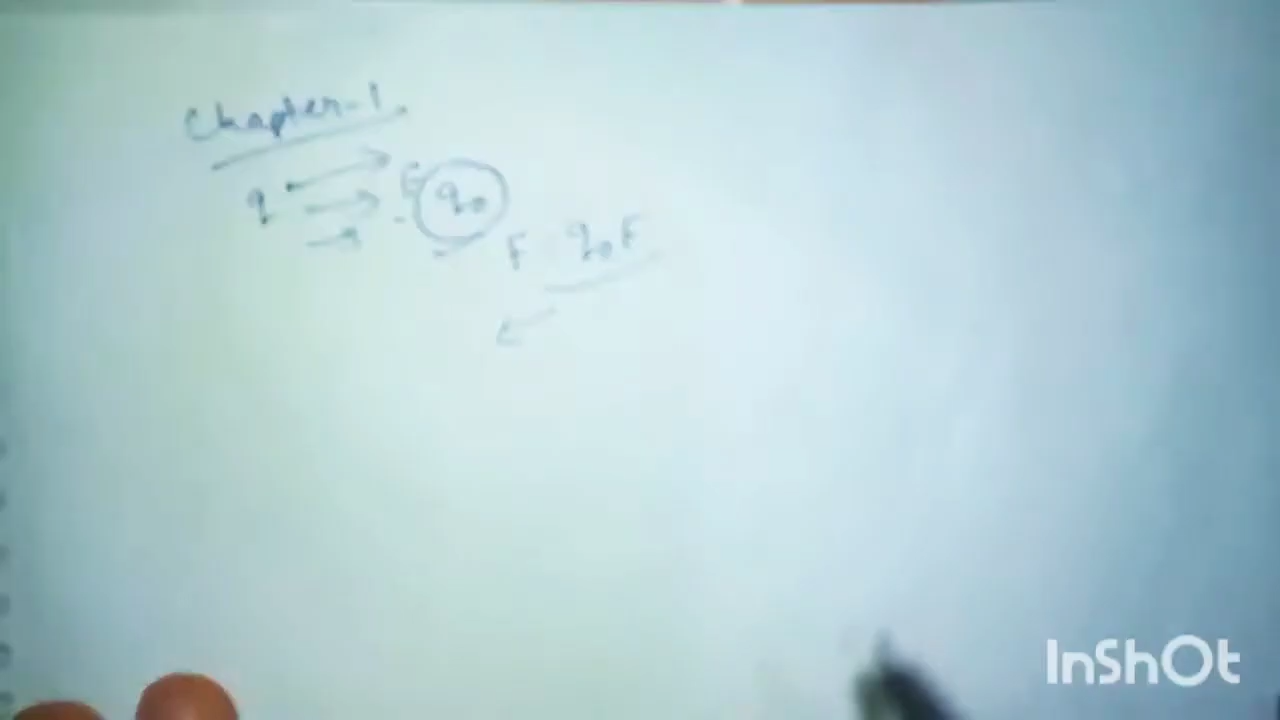 Chapter-1
q E q₀
F q₀E
InShOt